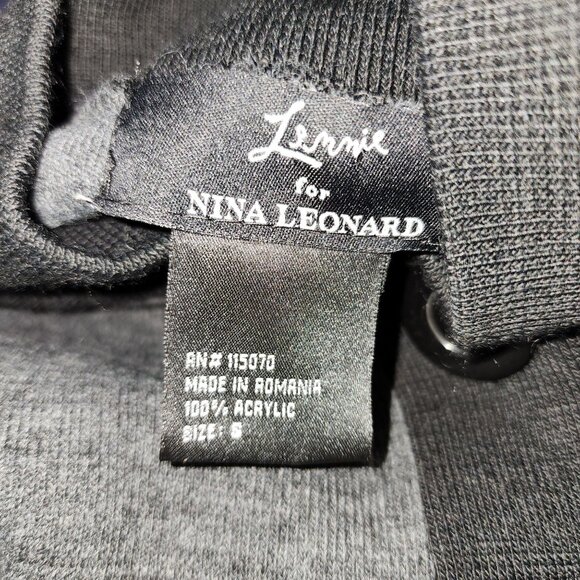 Lennie
for
NINA LEONARD
RN# 115070
MADE IN ROMANIA
100% ACRYLIC
SIZE: S